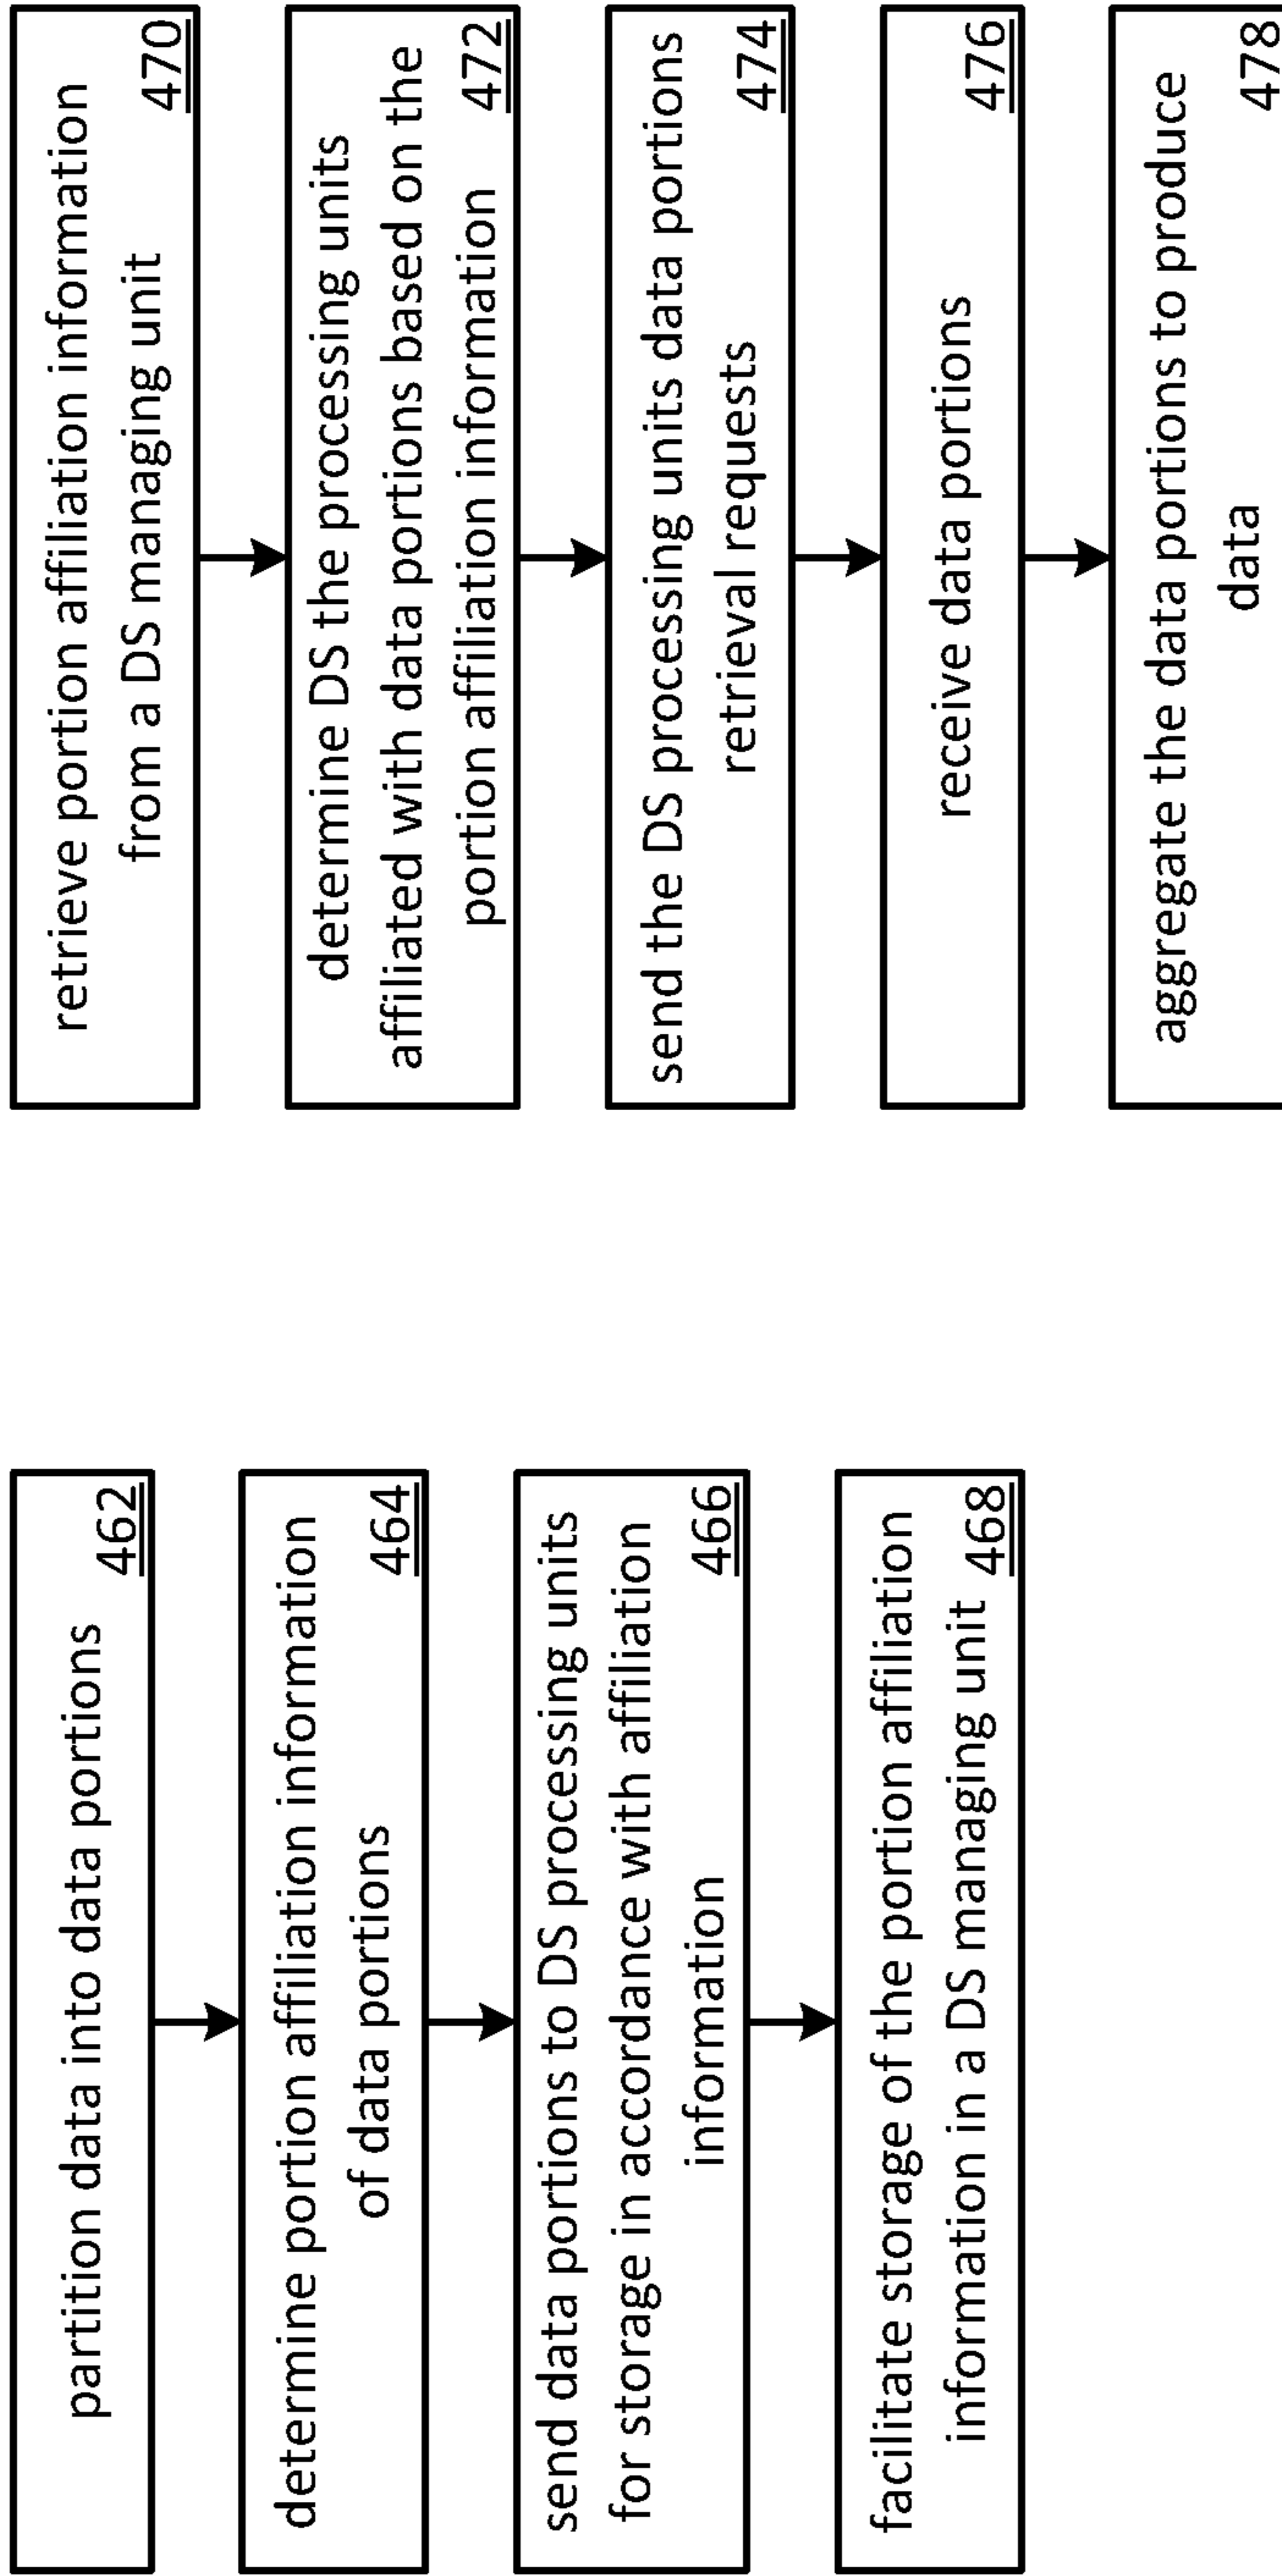 partition data into data portions
462
determine portion affiliation information
of data portions
464
send data portions to DS processing units
for storage in accordance with affiliation
information
466
facilitate storage of the portion affiliation
information in a DS managing unit
468
retrieve portion affiliation information
from a DS managing unit
470
determine DS the processing units
affiliated with data portions based on the
portion affiliation information
472
send the DS processing units data portions
retrieval requests
474
receive data portions
476
aggregate the data portions to produce
data
478